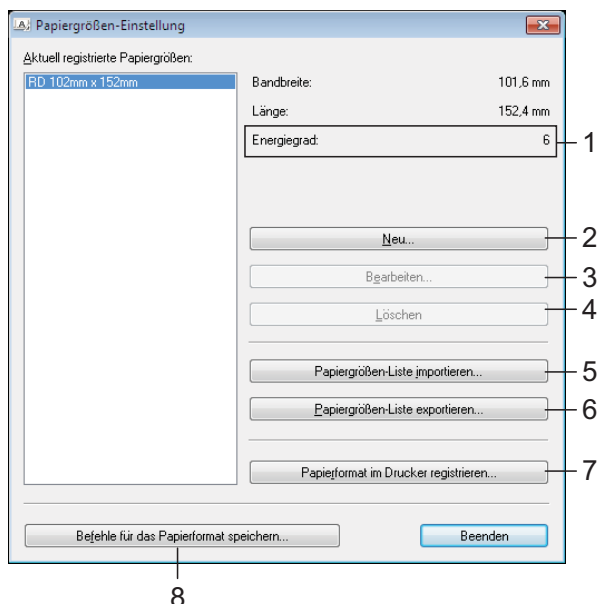 Papiergrößen-Einstellung
Aktuell registrierte Papiergrößen:
RD 102mm x 152mm
Bandbreite: 101,6 mm
Länge: 152,4 mm
Energiegrad: 6
1
Neu...
2
Bearbeiten...
3
Löschen
4
Papiergrößen-Liste importieren...
5
Papiergrößen-Liste exportieren...
6
Papierformat im Drucker registrieren...
7
Befehle für das Papierformat speichern...
Beenden
8